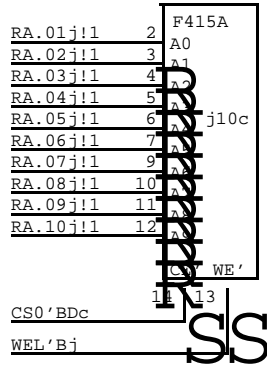 F415A
RA.01j!1 2 A0
RA.02j!1 3 A1
RA.03j!1 4
RA.04j!1 5
RA.05j!1 6 j10c
RA.06j!1 7
RA.07j!1 9
RA.08j!1 10
RA.09j!1 11
RA.10j!1 12
WE'
14 13
CS0'BDc
WEL'Bj
SS